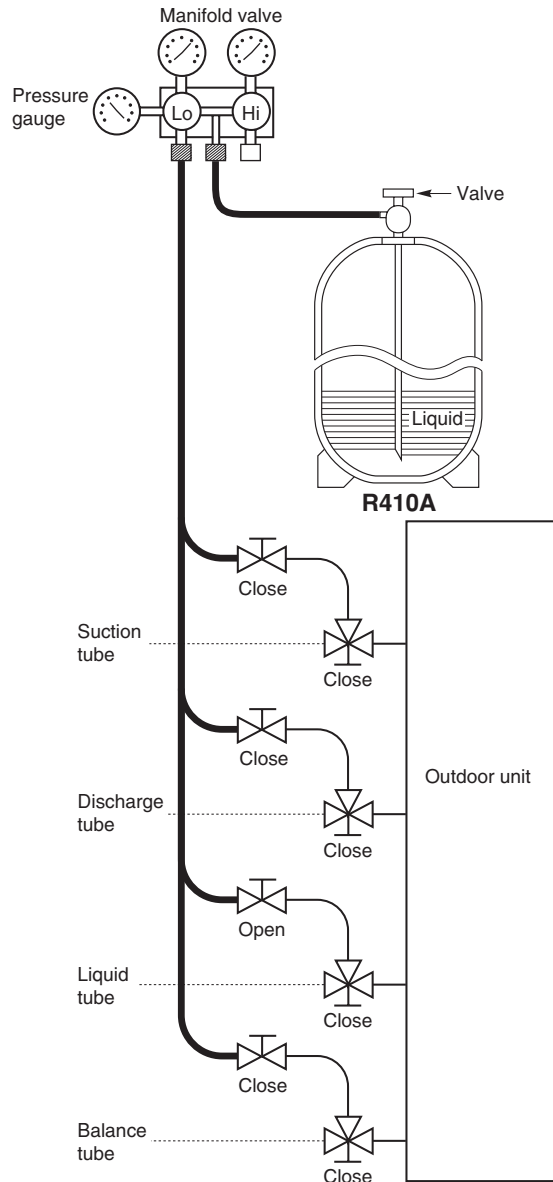 Manifold valve
Pressure
gauge
Lo
Hi
Valve
Liquid
R410A
Close
Suction
tube
Close
Close
Discharge
tube
Close
Outdoor unit
Open
Liquid
tube
Close
Close
Balance
tube
Close